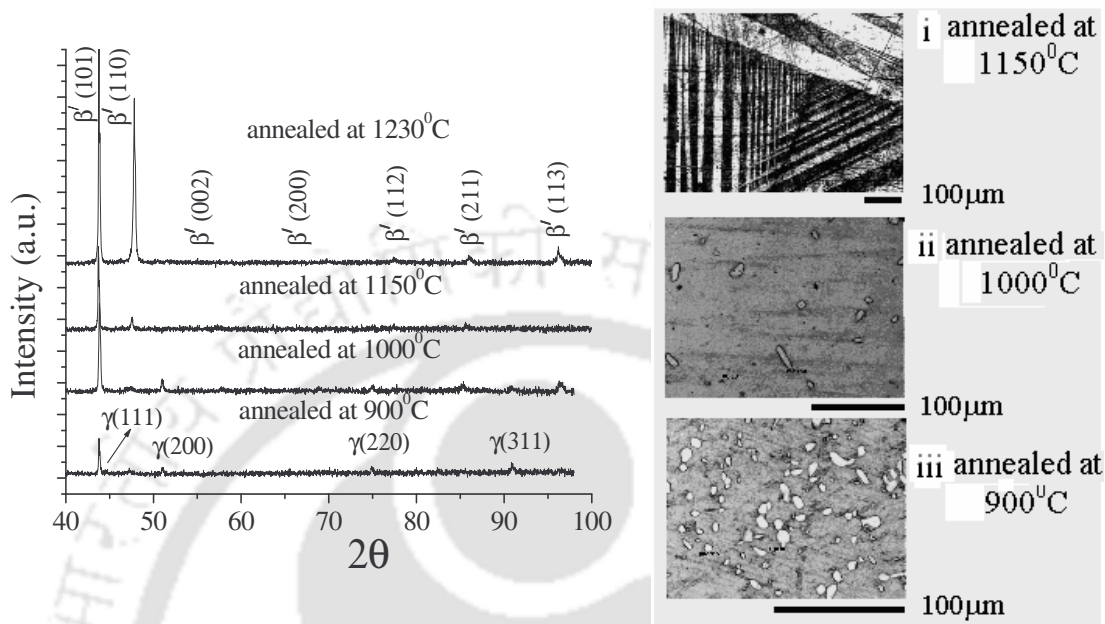 β′ (101)
β′ (110)
annealed at 1230⁰C
β′ (002)
β′ (200)
β′ (112)
β′ (211)
β′ (113)
annealed at 1150⁰C
annealed at 1000⁰C
annealed at 900⁰C
γ(111)
γ(200)
γ(220)
γ(311)
Intensity (a.u.)
40 50 60 70 80 90 100
2θ
i annealed at
1150⁰C
100μm
ii annealed at
1000⁰C
100μm
iii annealed at
900⁰C
100μm